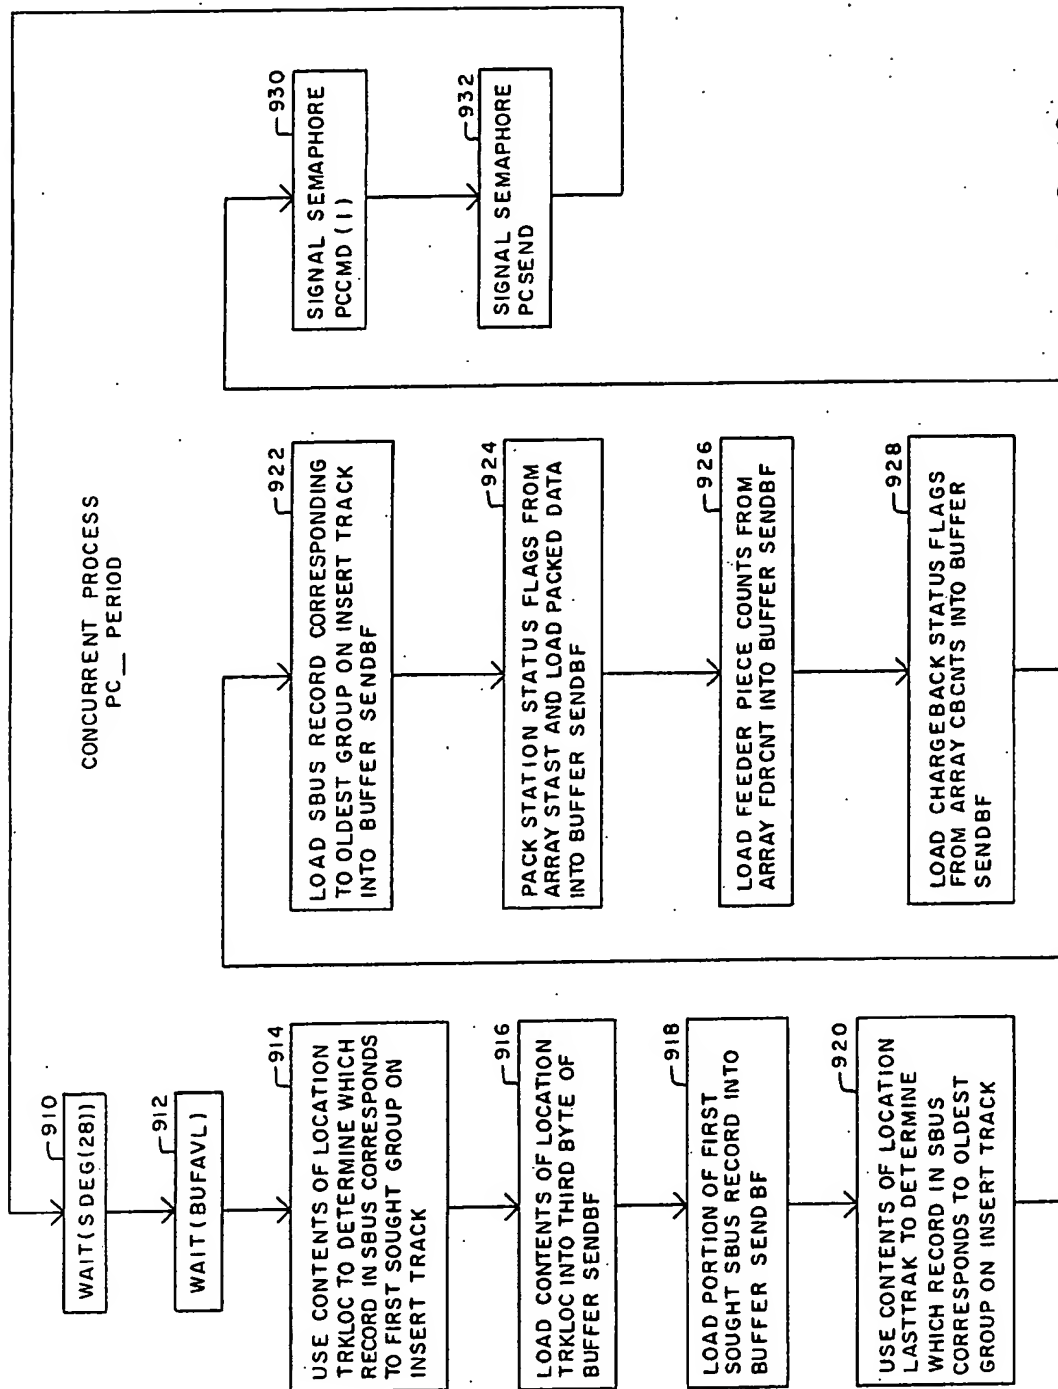 CONCURRENT PROCESS
PC__PERIOD
910
WAIT(SDEG(28))
912
WAIT(BUFAVL)
914
USE CONTENTS OF LOCATION
TRKLOC TO DETERMINE WHICH
RECORD IN SBUS CORRESPONDS
TO FIRST SOUGHT GROUP ON
INSERT TRACK
916
LOAD CONTENTS OF LOCATION
TRKLOC INTO THIRD BYTE OF
BUFFER SENDBF
918
LOAD PORTION OF FIRST
SOUGHT SBUS RECORD INTO
BUFFER SENDBF
920
USE CONTENTS OF LOCATION
LASTTRAK TO DETERMINE
WHICH RECORD IN SBUS
CORRESPONDS TO OLDEST
GROUP ON INSERT TRACK
922
LOAD SBUS RECORD CORRESPONDING
TO OLDEST GROUP ON INSERT TRACK
INTO BUFFER SENDBF
924
PACK STATION STATUS FLAGS FROM
ARRAY STAST AND LOAD PACKED DATA
INTO BUFFER SENDBF
926
LOAD FEEDER PIECE COUNTS FROM
ARRAY FDRCNT INTO BUFFER SENDBF
928
LOAD CHARGEBACK STATUS FLAGS
FROM ARRAY CBCNTS INTO BUFFER
SENDBF
930
SIGNAL SEMAPHORE
PCCMD(1)
932
SIGNAL SEMAPHORE
PCSEND